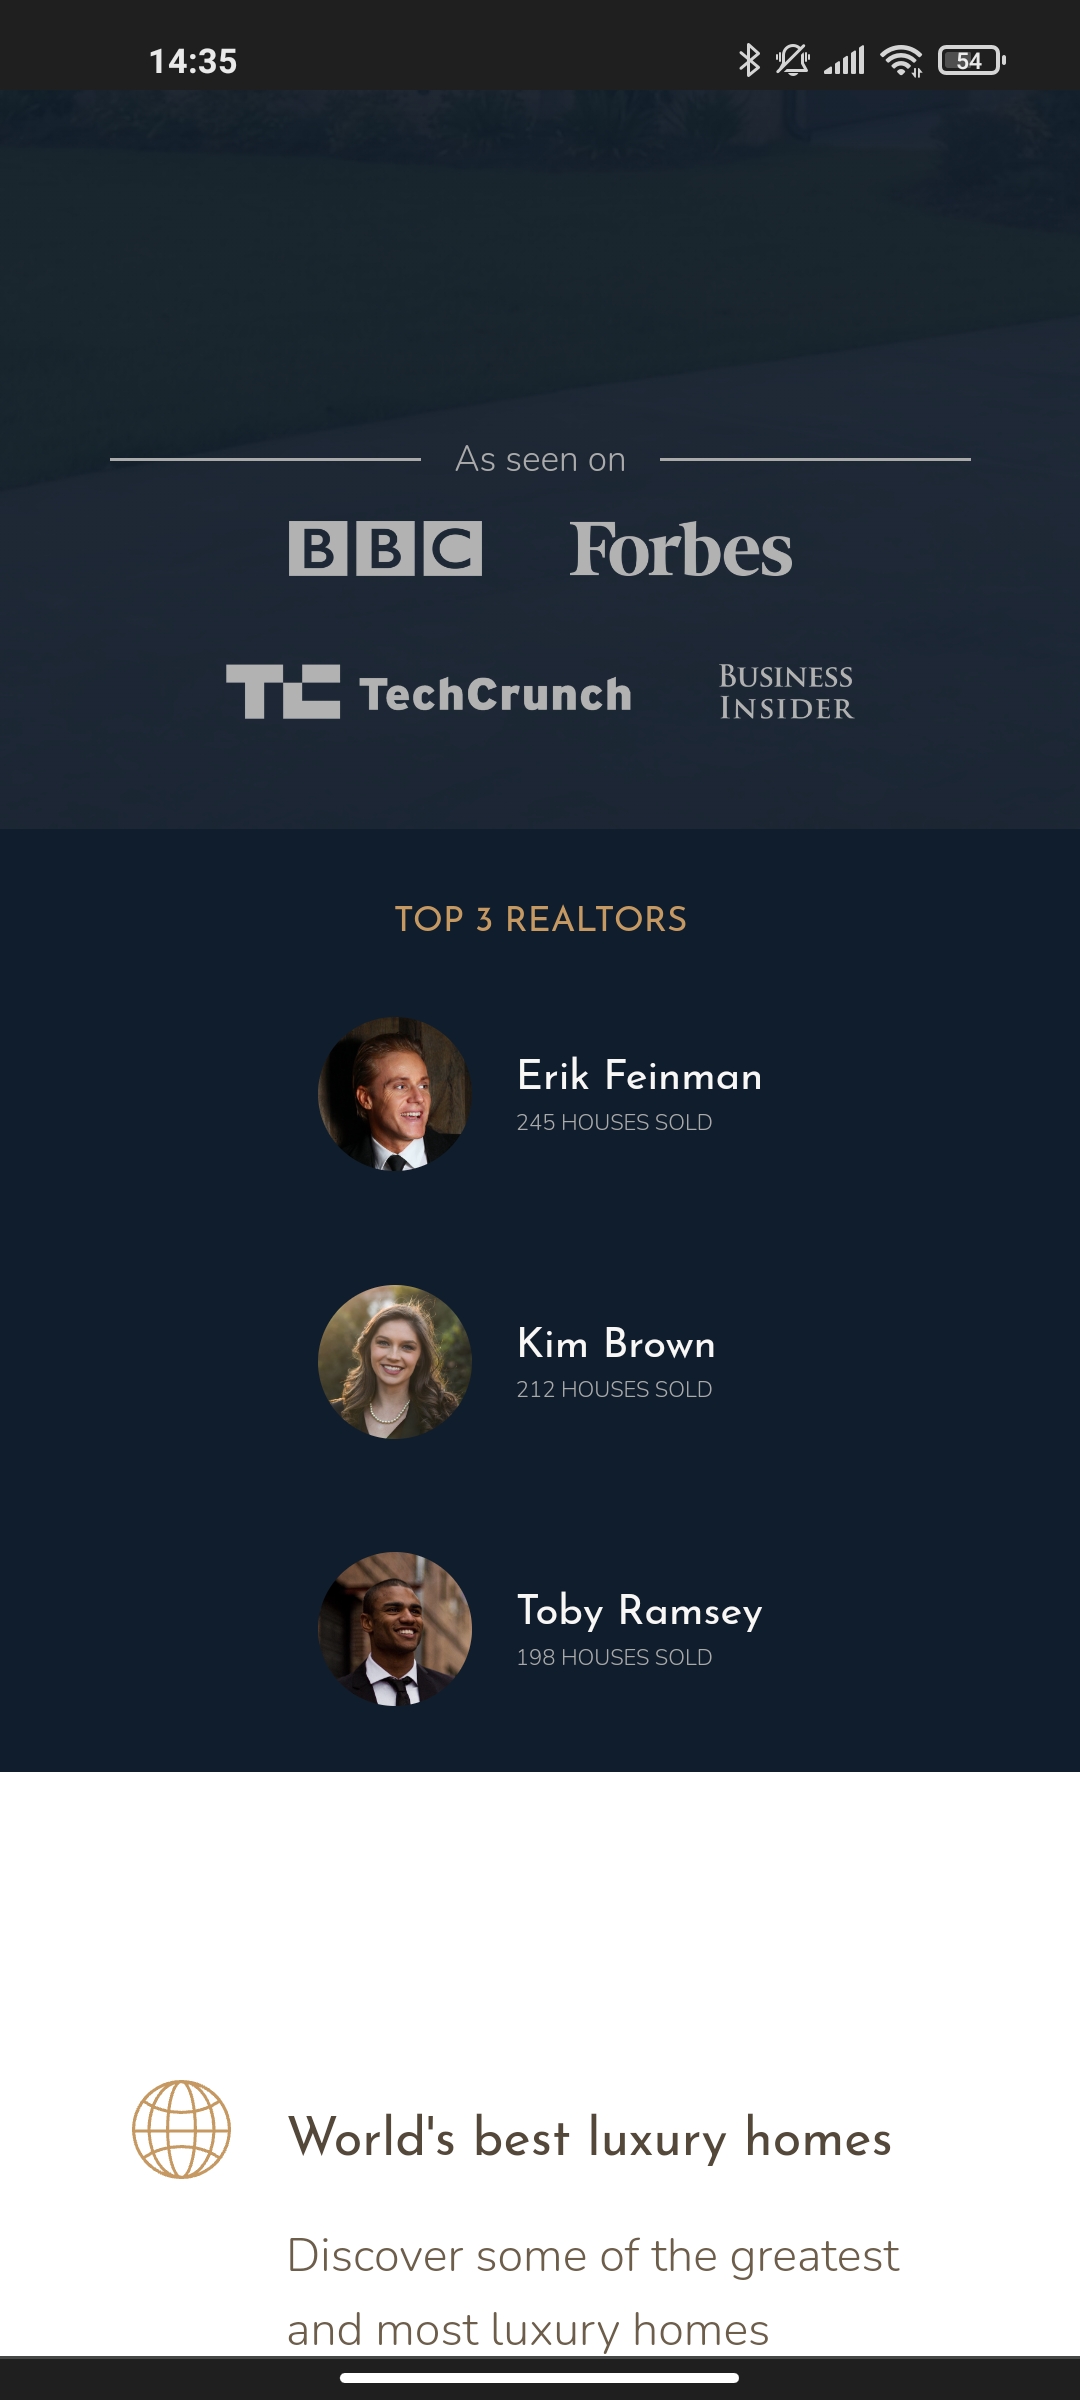 14:35
54
As seen on
BBC
Forbes
TC TechCrunch
BUSINESS
INSIDER
TOP 3 REALTORS
Erik Feinman
245 HOUSES SOLD
Kim Brown
212 HOUSES SOLD
Toby Ramsey
198 HOUSES SOLD
World's best luxury homes
Discover some of the greatest
and most luxury homes